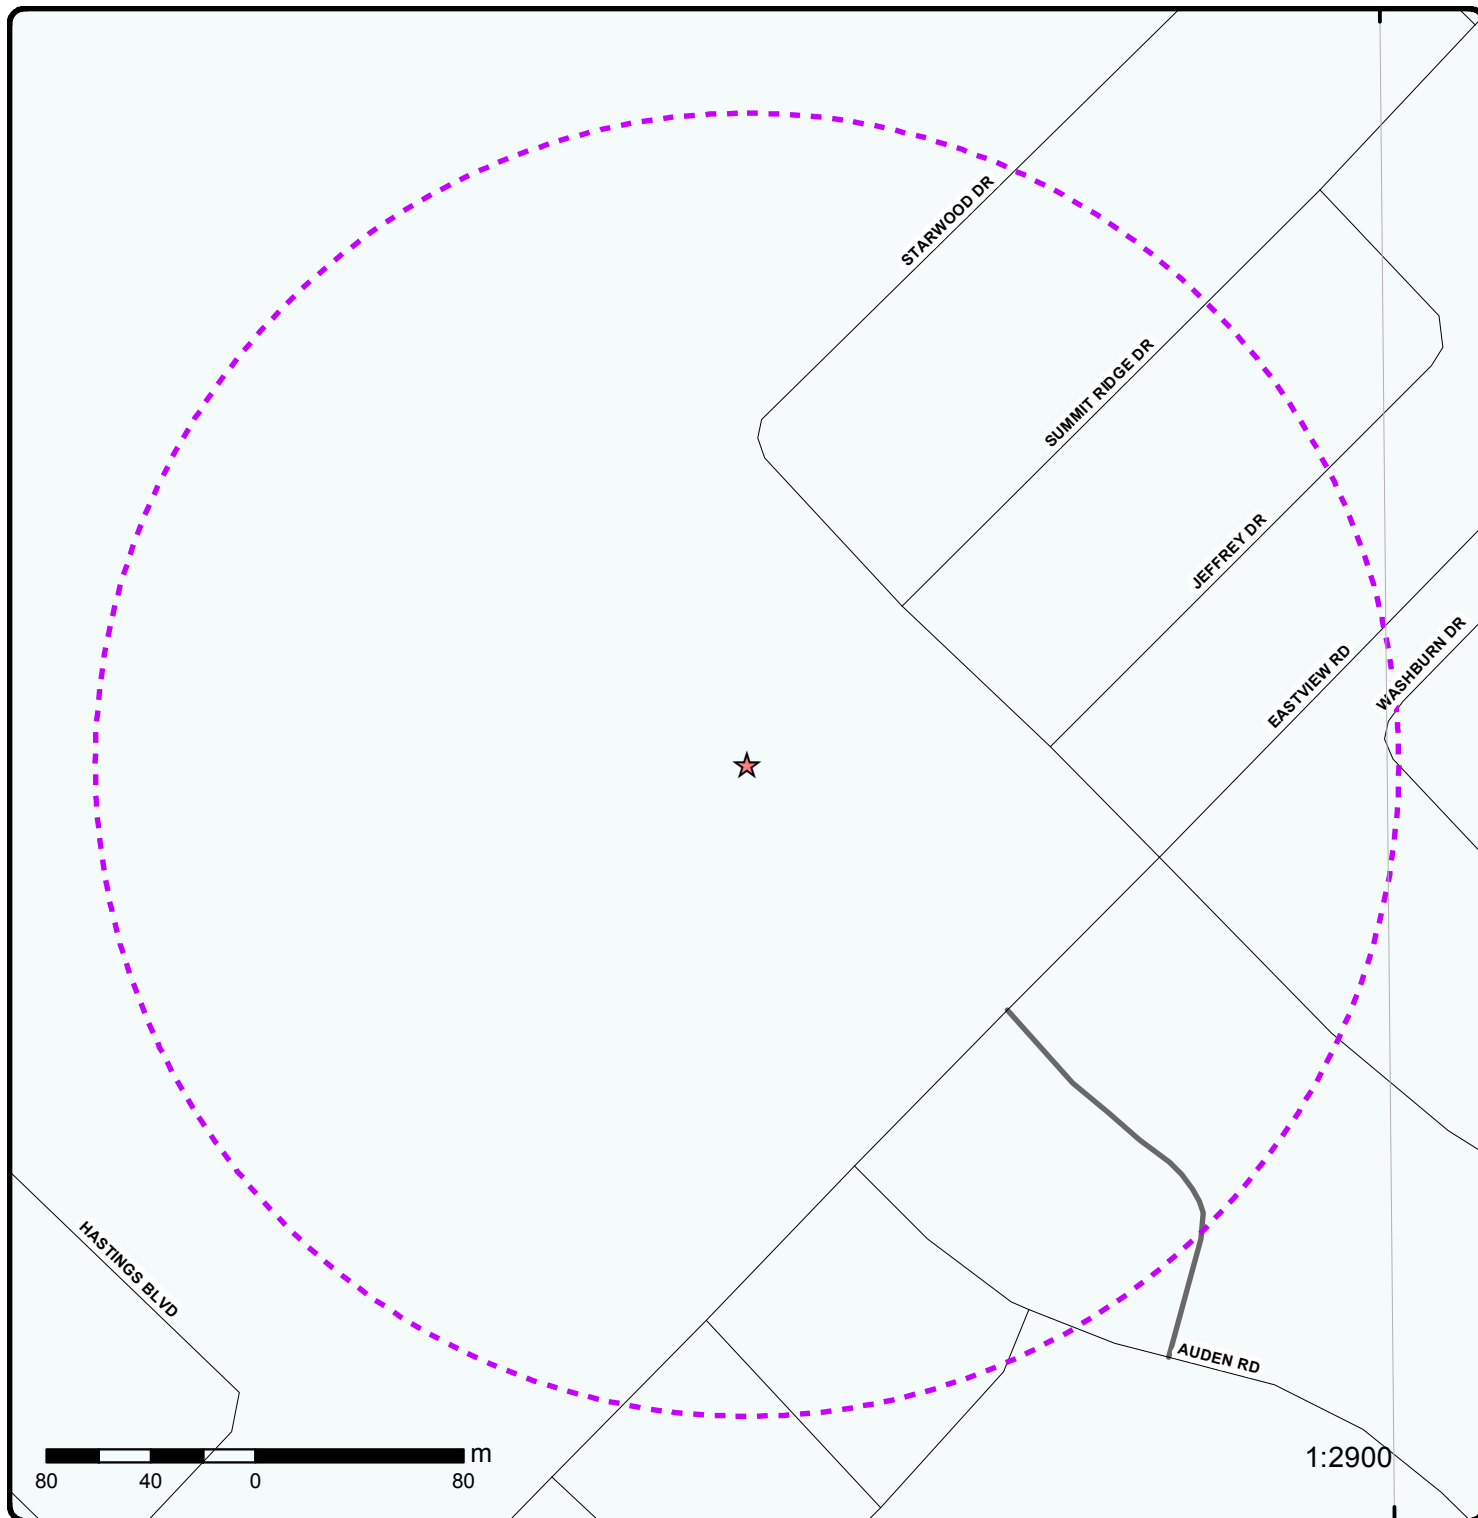 STARWOOD DR
SUMMIT RIDGE DR
JEFFREY DR
EASTVIEW RD
WASHBURN DR
HASTINGS BLVD
AUDEN RD
m
1:2900
80 40 0 80